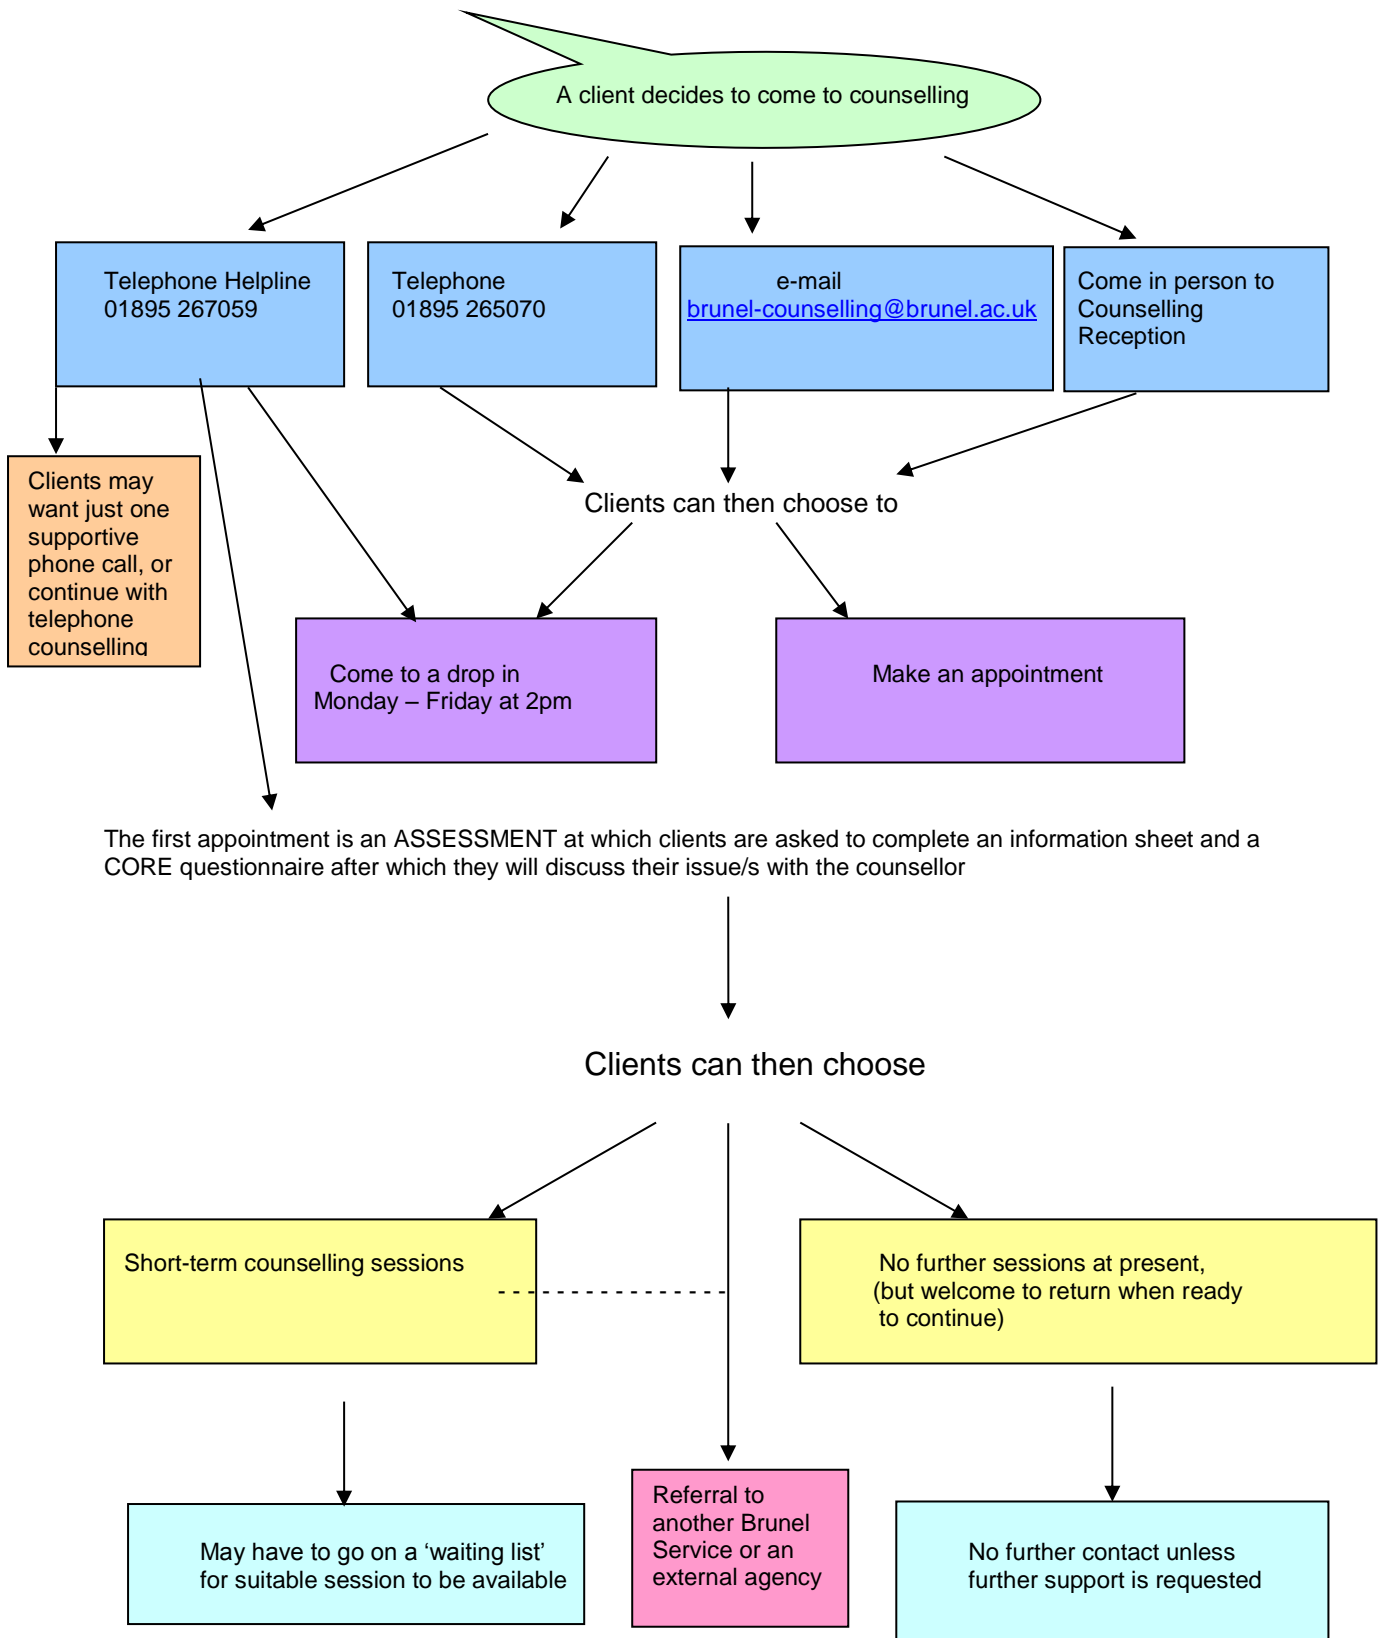 A client decides to come to counselling
Telephone Helpline
01895 267059
Telephone
01895 265070
e-mail
brunel-counselling@brunel.ac.uk
Come in person to
Counselling
Reception
Clients may
want just one
supportive
phone call, or
continue with
telephone
counselling
Clients can then choose to
Come to a drop in
Monday – Friday at 2pm
Make an appointment
The first appointment is an ASSESSMENT at which clients are asked to complete an information sheet and a
CORE questionnaire after which they will discuss their issue/s with the counsellor
Clients can then choose
Short-term counselling sessions
No further sessions at present,
(but welcome to return when ready
to continue)
May have to go on a ‘waiting list’
for suitable session to be available
Referral to
another Brunel
Service or an
external agency
No further contact unless
further support is requested